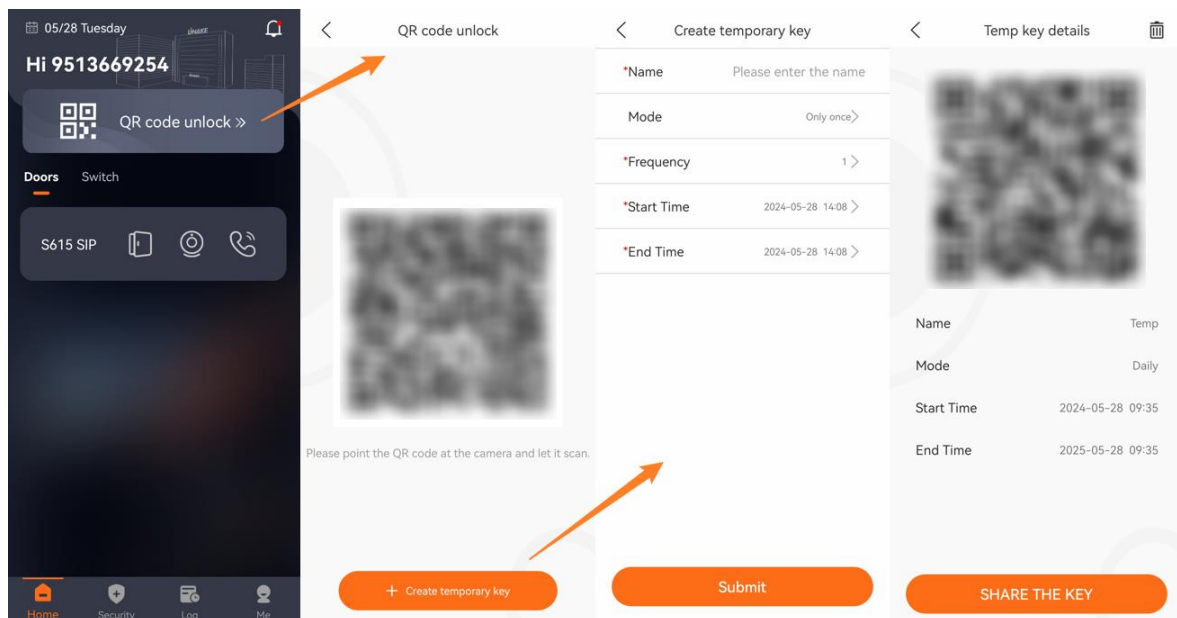 05/28 Tuesday
Hi 9513669254
QR code unlock »
Doors Switch
S615 SIP
Home Security Log Me
QR code unlock
Please point the QR code at the camera and let it scan.
+ Create temporary key
Create temporary key
*Name Please enter the name
Mode Only once
*Frequency 1
*Start Time 2024-05-28 14:08
*End Time 2024-05-28 14:08
Submit
Temp key details
Name Temp
Mode Daily
Start Time 2024-05-28 09:35
End Time 2025-05-28 09:35
SHARE THE KEY